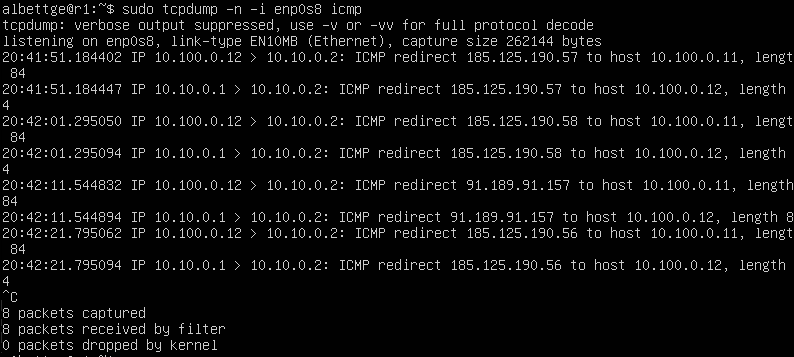 albettge@r1:~$ sudo tcpdump -n -i enp0s8 icmp
tcpdump: verbose output suppressed, use -v or -vv for full protocol decode
listening on enp0s8, link-type EN10MB (Ethernet), capture size 262144 bytes
20:41:51.184402 IP 10.100.0.12 > 10.10.0.2: ICMP redirect 185.125.190.57 to host 10.100.0.11, lengt
 84
20:41:51.184447 IP 10.10.0.1 > 10.10.0.2: ICMP redirect 185.125.190.57 to host 10.100.0.12, length
4
20:42:01.295050 IP 10.100.0.12 > 10.10.0.2: ICMP redirect 185.125.190.58 to host 10.100.0.11, lengt
 84
20:42:01.295094 IP 10.10.0.1 > 10.10.0.2: ICMP redirect 185.125.190.58 to host 10.100.0.12, length
4
20:42:11.544832 IP 10.100.0.12 > 10.10.0.2: ICMP redirect 91.189.91.157 to host 10.100.0.11, length
84
20:42:11.544894 IP 10.10.0.1 > 10.10.0.2: ICMP redirect 91.189.91.157 to host 10.100.0.12, length 8
20:42:21.795062 IP 10.100.0.12 > 10.10.0.2: ICMP redirect 185.125.190.56 to host 10.100.0.11, lengt
 84
20:42:21.795094 IP 10.10.0.1 > 10.10.0.2: ICMP redirect 185.125.190.56 to host 10.100.0.12, length
4
^C
8 packets captured
8 packets received by filter
0 packets dropped by kernel